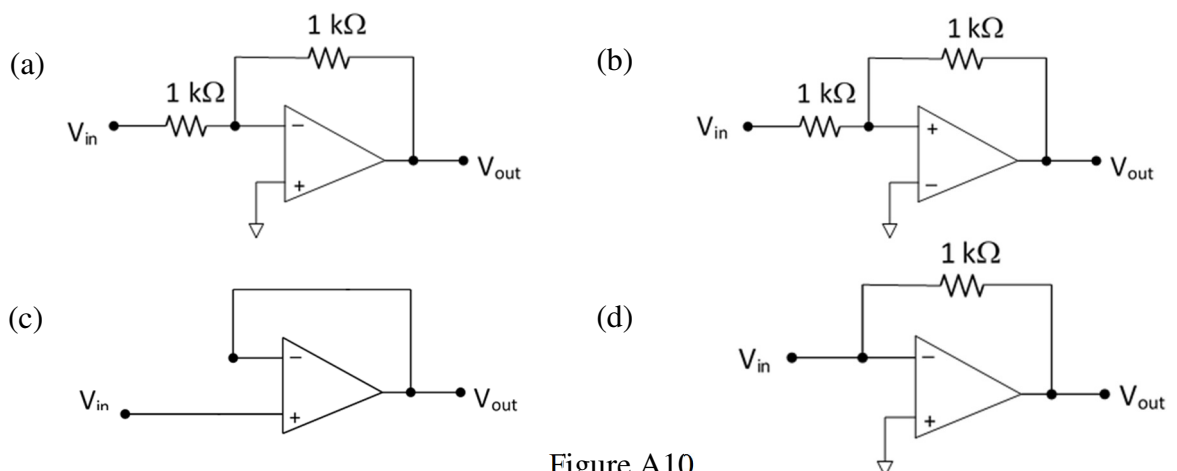 (a)
1 kΩ
1 kΩ
Vin
−
+
Vout
(b)
1 kΩ
1 kΩ
Vin
+
−
Vout
(c)
Vin
−
+
Vout
(d)
1 kΩ
Vin
−
+
Vout
Figure A10